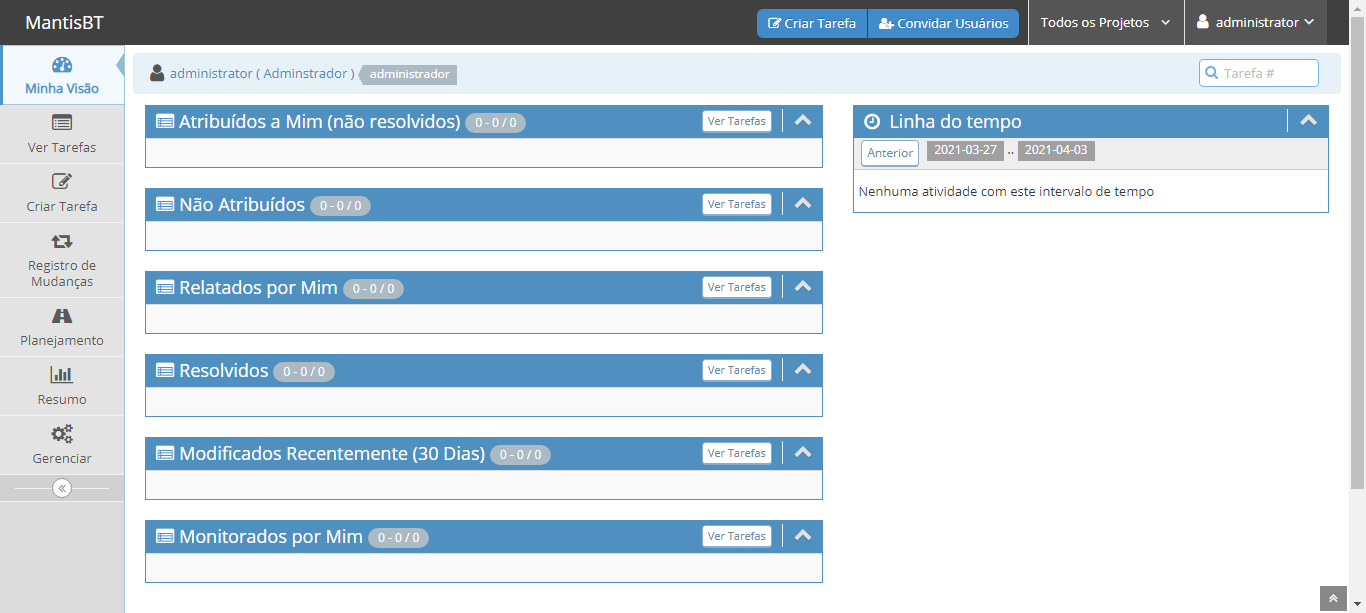 MantisBT
Criar Tarefa
Convidar Usuários
Todos os Projetos
administrator
Minha Visão
Ver Tarefas
Criar Tarefa
Registro de
Mudanças
Planejamento
Resumo
Gerenciar
administrator ( Adminstrador ) administrador
Tarefa #
Atribuídos a Mim (não resolvidos) 0 - 0 / 0 Ver Tarefas
Não Atribuídos 0 - 0 / 0 Ver Tarefas
Relatados por Mim 0 - 0 / 0 Ver Tarefas
Resolvidos 0 - 0 / 0 Ver Tarefas
Modificados Recentemente (30 Dias) 0 - 0 / 0 Ver Tarefas
Monitorados por Mim 0 - 0 / 0 Ver Tarefas
Linha do tempo
Anterior 2021-03-27 .. 2021-04-03
Nenhuma atividade com este intervalo de tempo